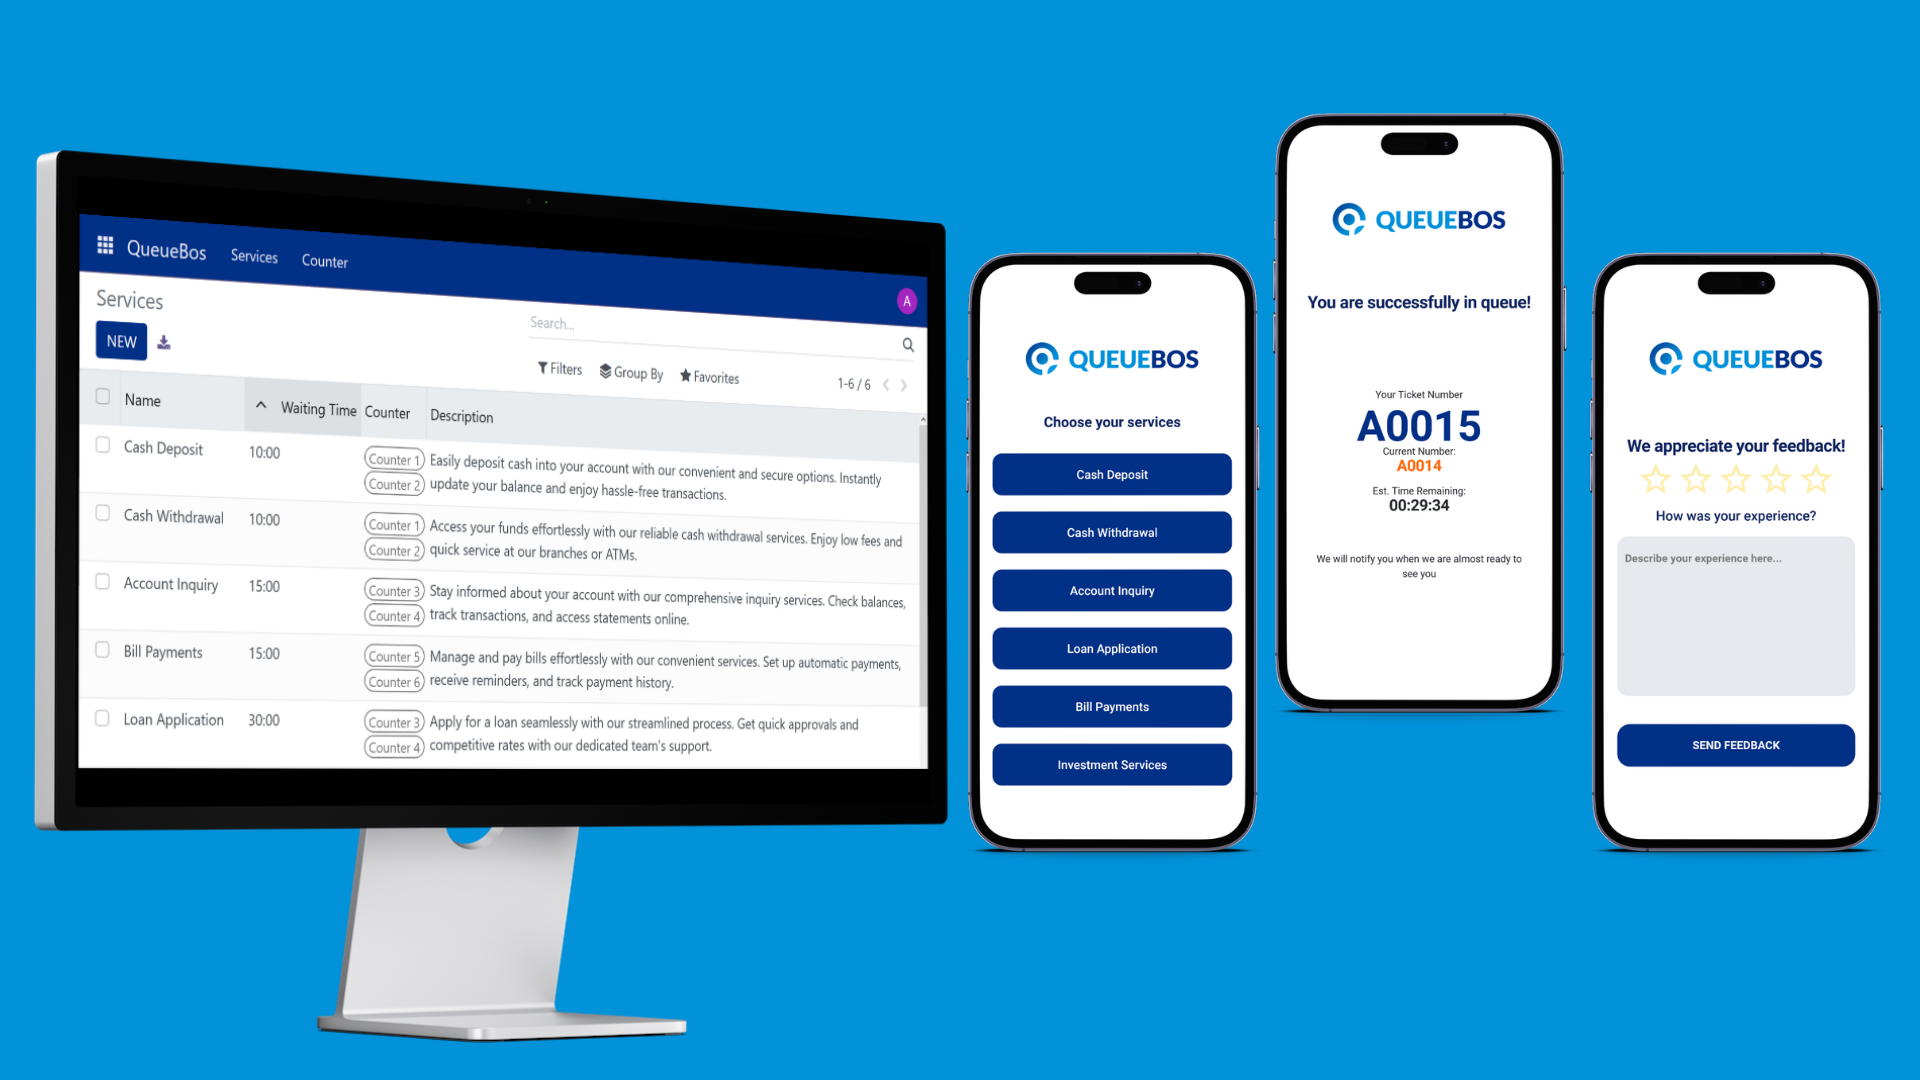 QueueBos Services Counter
A
Services
Search...
NEW
Filters Group By Favorites 1-6 / 6
Name Waiting Time Counter Description
Cash Deposit 10:00 Counter 1 Easily deposit cash into your account with our convenient and secure options. Instantly
Counter 2 update your balance and enjoy hassle-free transactions.
Cash Withdrawal 10:00 Counter 1 Access your funds effortlessly with our reliable cash withdrawal services. Enjoy low fees and
Counter 2 quick service at our branches or ATMs.
Account Inquiry 15:00 Counter 3 Stay informed about your account with our comprehensive inquiry services. Check balances,
Counter 4 track transactions, and access statements online.
Bill Payments 15:00 Counter 5 Manage and pay bills effortlessly with our convenient services. Set up automatic payments,
Counter 6 receive reminders, and track payment history.
Loan Application 30:00 Counter 3 Apply for a loan seamlessly with our streamlined process. Get quick approvals and
Counter 4 competitive rates with our dedicated team's support.
QUEUEBOS
Choose your services
Cash Deposit
Cash Withdrawal
Account Inquiry
Loan Application
Bill Payments
Investment Services
QUEUEBOS
You are successfully in queue!
Your Ticket Number
A0015
Current Number:
A0014
Est. Time Remaining:
00:29:34
We will notify you when we are almost ready to
see you
QUEUEBOS
We appreciate your feedback!
How was your experience?
Describe your experience here...
SEND FEEDBACK